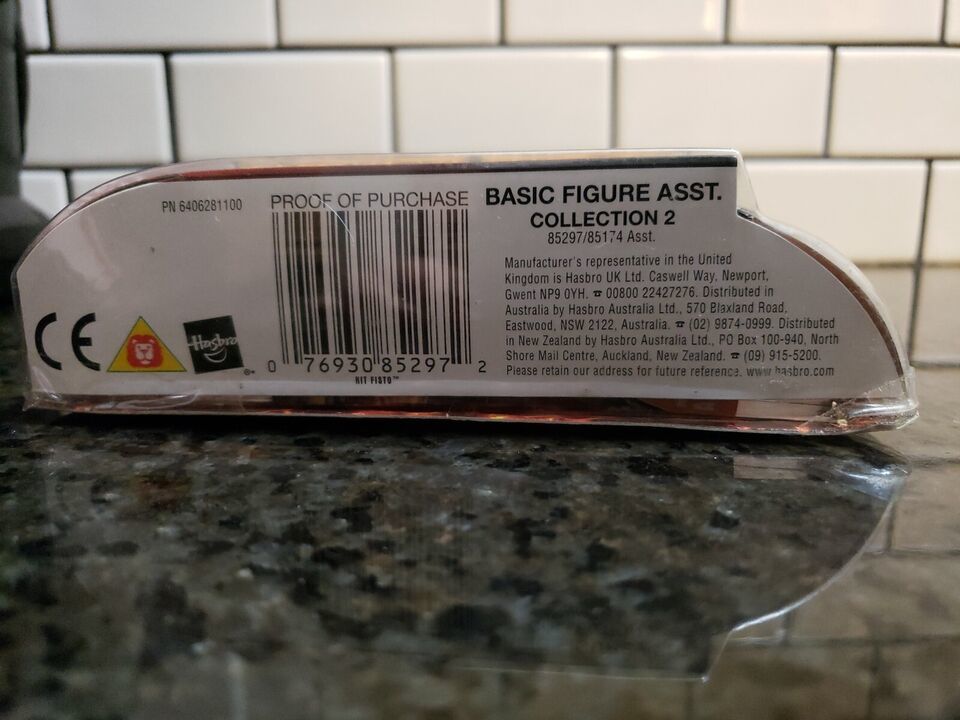 PN 6406281100
PROOF OF PURCHASE
BASIC FIGURE ASST.
COLLECTION 2
85297/85174 Asst.
Manufacturer's representative in the United
Kingdom is Hasbro UK Ltd. Caswell Way, Newport,
Gwent NP9 0YH. ☎ 00800 22427276. Distributed in
Australia by Hasbro Australia Ltd., 570 Blaxland Road,
Eastwood, NSW 2122, Australia. ☎ (02) 9874-0999. Distributed
in New Zealand by Hasbro Australia Ltd., PO Box 100-940, North
Shore Mail Centre, Auckland, New Zealand. ☎ (09) 915-5200.
Please retain our address for future reference. www.hasbro.com
CE
Hasbro
®
0 76930 85297 2
KIT FISTO™